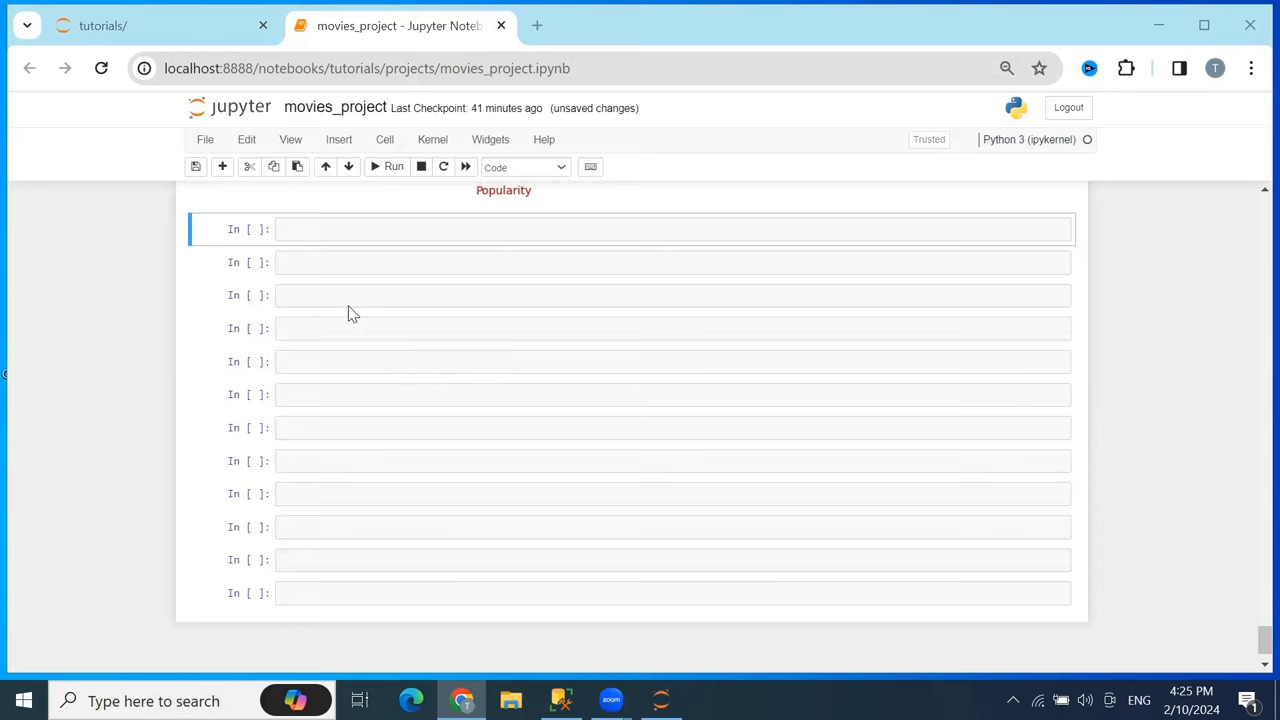 tutorials/
movies_project - Jupyter Noteb
localhost:8888/notebooks/tutorials/projects/movies_project.ipynb
T
jupyter movies_project Last Checkpoint: 41 minutes ago (unsaved changes)
Logout
File Edit View Insert Cell Kernel Widgets Help
Trusted
Python 3 (ipykernel)
Run
Code
Popularity
In [ ]:
In [ ]:
In [ ]:
In [ ]:
In [ ]:
In [ ]:
In [ ]:
In [ ]:
In [ ]:
In [ ]:
In [ ]:
In [ ]:
Type here to search
T
zoom
ENG
4:25 PM
2/10/2024
1